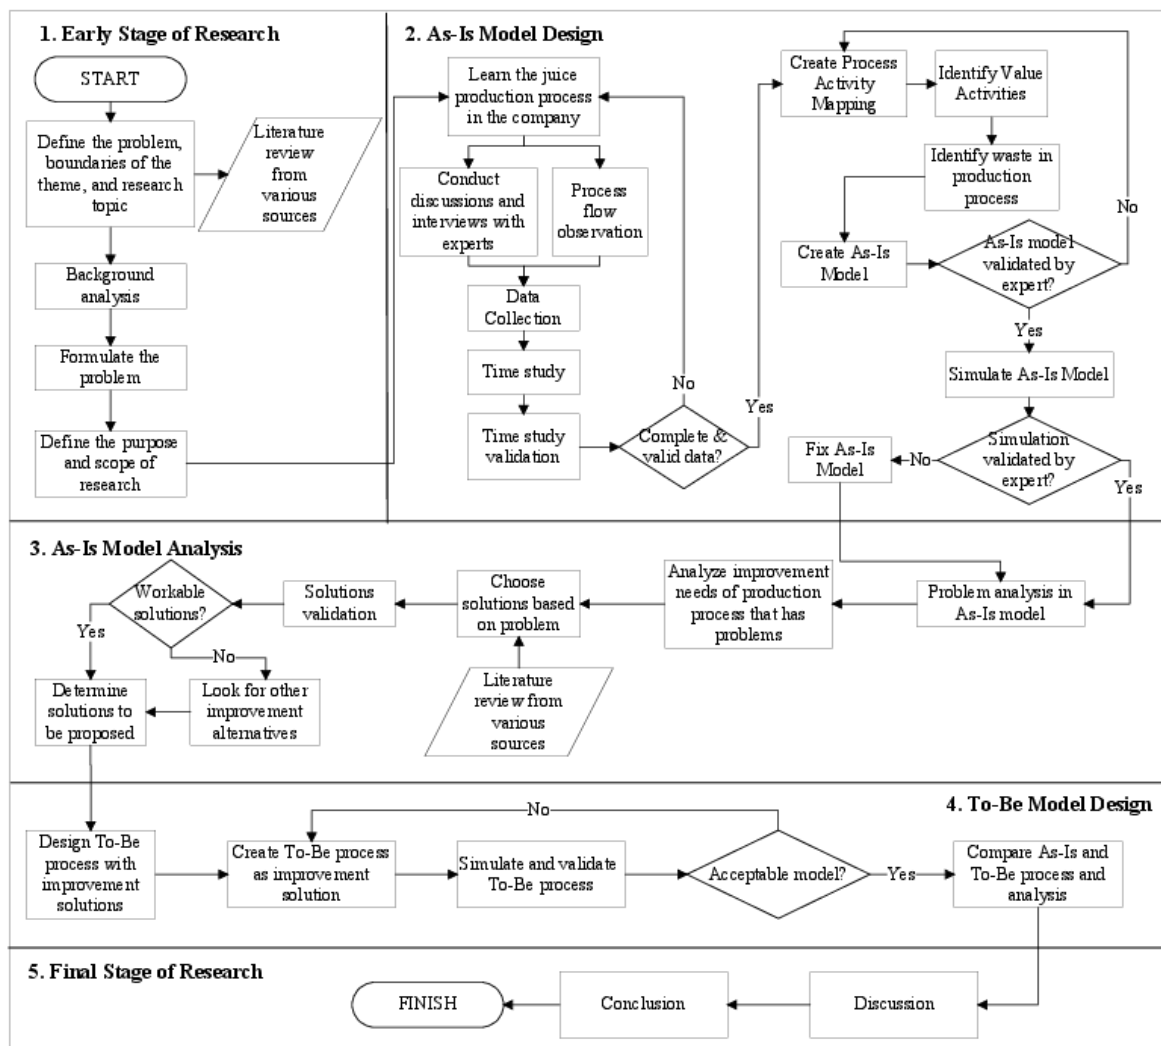 1. Early Stage of Research
START
Define the problem,
boundaries of the
theme, and research
topic
Literature
review
from
various
sources
Background
analysis
Formulate the
problem
Define the purpose
and scope of
research
2. As-Is Model Design
Learn the juice
production process
in the company
Conduct
discussions and
interviews with
experts
Process
flow
observation
Data
Collection
Time study
Time study
validation
Complete &
valid data?
No
Yes
Create Process
Activity
Mapping
Identify Value
Activities
Identify waste in
production
process
Create As-Is
Model
As-Is model
validated by
expert?
No
Yes
Simulate As-Is Model
Simulation
validated by
expert?
No
Yes
Fix As-Is
Model
3. As-Is Model Analysis
Problem analysis in
As-Is model
Analyze improvement
needs of production
process that has
problems
Choose
solutions based
on problem
Literature
review from
various
sources
Solutions
validation
Workable
solutions?
Yes
No
Look for other
improvement
alternatives
Determine
solutions to
be proposed
4. To-Be Model Design
Design To-Be
process with
improvement
solutions
Create To-Be process
as improvement
solution
Simulate and validate
To-Be process
Acceptable model?
No
Yes
Compare As-Is and
To-Be process and
analysis
5. Final Stage of Research
Discussion
Conclusion
FINISH